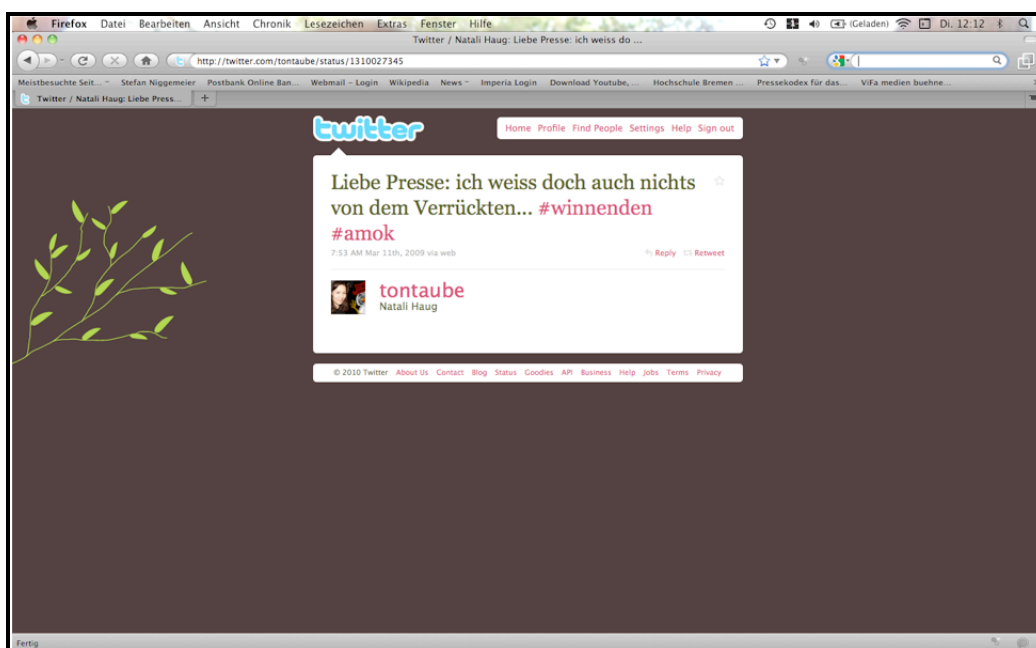 Firefox Datei Bearbeiten Ansicht Chronik Lesezeichen Extras Fenster Hilfe (Geladen) Di. 12:12
Twitter / Natali Haug: Liebe Presse: ich weiss do ...
http://twitter.com/tontaube/status/1310027345
Meistbesuchte Seit... Stefan Niggemeier Postbank Online Ban... Webmail – Login Wikipedia News Imperia Login Download Youtube,... Hochschule Bremen ... Pressekodex für das... ViFa medien buehne...
Twitter / Natali Haug: Liebe Press... +
twitter
Home Profile Find People Settings Help Sign out
Liebe Presse: ich weiss doch auch nichts
von dem Verrückten... #winnenden
#amok
7:53 AM Mar 11th, 2009 via web Reply Retweet
tontaube
Natali Haug
© 2010 Twitter About Us Contact Blog Status Goodies API Business Help Jobs Terms Privacy
Fertig